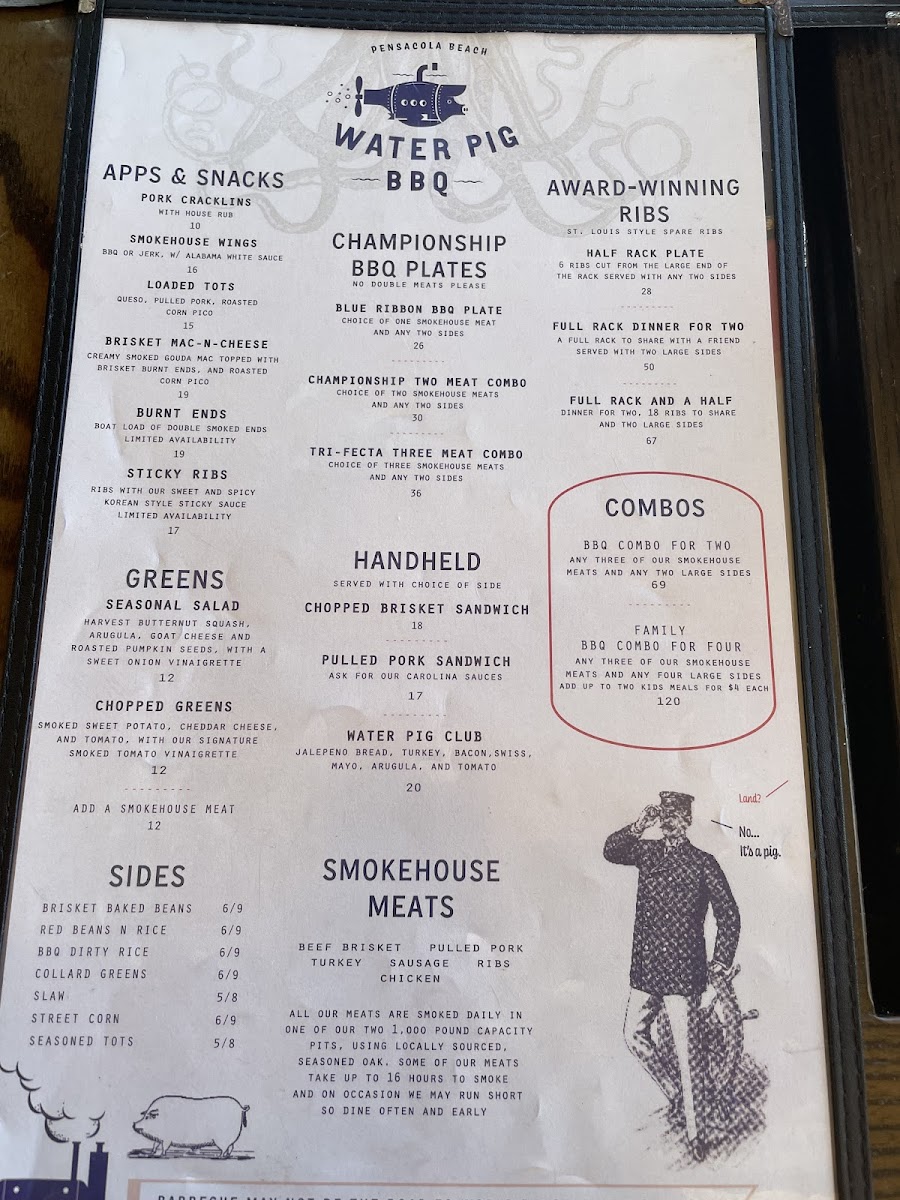 PENSACOLA BEACH
WATER PIG
BBQ
APPS & SNACKS
PORK CRACKLINS
WITH HOUSE RUB
10
SMOKEHOUSE WINGS
BBQ OR JERK, W/ ALABAMA WHITE SAUCE
16
LOADED TOTS
QUESO, PULLED PORK, ROASTED
CORN PICO
15
BRISKET MAC-N-CHEESE
CREAMY SMOKED GOUDA MAC TOPPED WITH
BRISKET BURNT ENDS, AND ROASTED
CORN PICO
19
BURNT ENDS
BOAT LOAD OF DOUBLE SMOKED ENDS
LIMITED AVAILABILITY
19
STICKY RIBS
RIBS WITH OUR SWEET AND SPICY
KOREAN STYLE STICKY SAUCE
LIMITED AVAILABILITY
17
GREENS
SEASONAL SALAD
HARVEST BUTTERNUT SQUASH,
ARUGULA, GOAT CHEESE AND
ROASTED PUMPKIN SEEDS, WITH A
SWEET ONION VINAIGRETTE
12
CHOPPED GREENS
SMOKED SWEET POTATO, CHEDDAR CHEESE,
AND TOMATO, WITH OUR SIGNATURE
SMOKED TOMATO VINAIGRETTE
12
ADD A SMOKEHOUSE MEAT
12
SIDES
BRISKET BAKED BEANS 6/9
RED BEANS N RICE 6/9
BBQ DIRTY RICE 6/9
COLLARD GREENS 6/9
SLAW 5/8
STREET CORN 6/9
SEASONED TOTS 5/8
CHAMPIONSHIP
BBQ PLATES
NO DOUBLE MEATS PLEASE
BLUE RIBBON BBQ PLATE
CHOICE OF ONE SMOKEHOUSE MEAT
AND ANY TWO SIDES
26
CHAMPIONSHIP TWO MEAT COMBO
CHOICE OF TWO SMOKEHOUSE MEATS
AND ANY TWO SIDES
30
TRI-FECTA THREE MEAT COMBO
CHOICE OF THREE SMOKEHOUSE MEATS
AND ANY TWO SIDES
36
HANDHELD
SERVED WITH CHOICE OF SIDE
CHOPPED BRISKET SANDWICH
18
PULLED PORK SANDWICH
ASK FOR OUR CAROLINA SAUCES
17
WATER PIG CLUB
JALEPENO BREAD, TURKEY, BACON,SWISS,
MAYO, ARUGULA, AND TOMATO
20
SMOKEHOUSE
MEATS
BEEF BRISKET PULLED PORK
TURKEY SAUSAGE RIBS
CHICKEN
ALL OUR MEATS ARE SMOKED DAILY IN
ONE OF OUR TWO 1,000 POUND CAPACITY
PITS, USING LOCALLY SOURCED,
SEASONED OAK. SOME OF OUR MEATS
TAKE UP TO 16 HOURS TO SMOKE
AND ON OCCASION WE MAY RUN SHORT
SO DINE OFTEN AND EARLY
AWARD-WINNING
RIBS
ST. LOUIS STYLE SPARE RIBS
HALF RACK PLATE
6 RIBS CUT FROM THE LARGE END OF
THE RACK SERVED WITH ANY TWO SIDES
28
FULL RACK DINNER FOR TWO
A FULL RACK TO SHARE WITH A FRIEND
SERVED WITH TWO LARGE SIDES
50
FULL RACK AND A HALF
DINNER FOR TWO, 18 RIBS TO SHARE
AND TWO LARGE SIDES
67
COMBOS
BBQ COMBO FOR TWO
ANY THREE OF OUR SMOKEHOUSE
MEATS AND ANY TWO LARGE SIDES
69
FAMILY
BBQ COMBO FOR FOUR
ANY THREE OF OUR SMOKEHOUSE
MEATS AND ANY FOUR LARGE SIDES
ADD UP TO TWO KIDS MEALS FOR $4 EACH
120
Land?
No...
It's a pig.